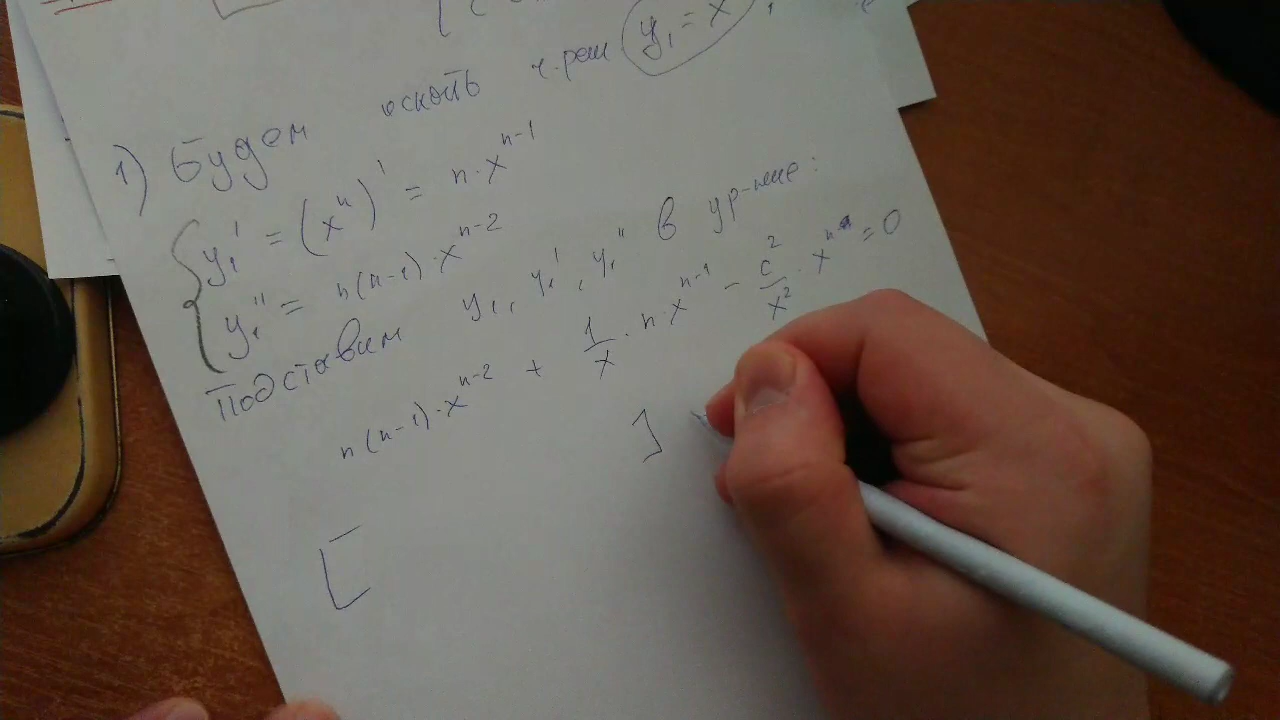 1) Будем искать ч.реш y₁ = x
y₁' = (xⁿ)' = n · xⁿ⁻¹
y₁'' = n(n-1) · xⁿ⁻²
Подставим y₁, y₁', y₁'' в ур-ние:
n(n-1) · xⁿ⁻² + 1/x · n · xⁿ⁻¹ - c²/x² · xⁿ = 0
[ ]